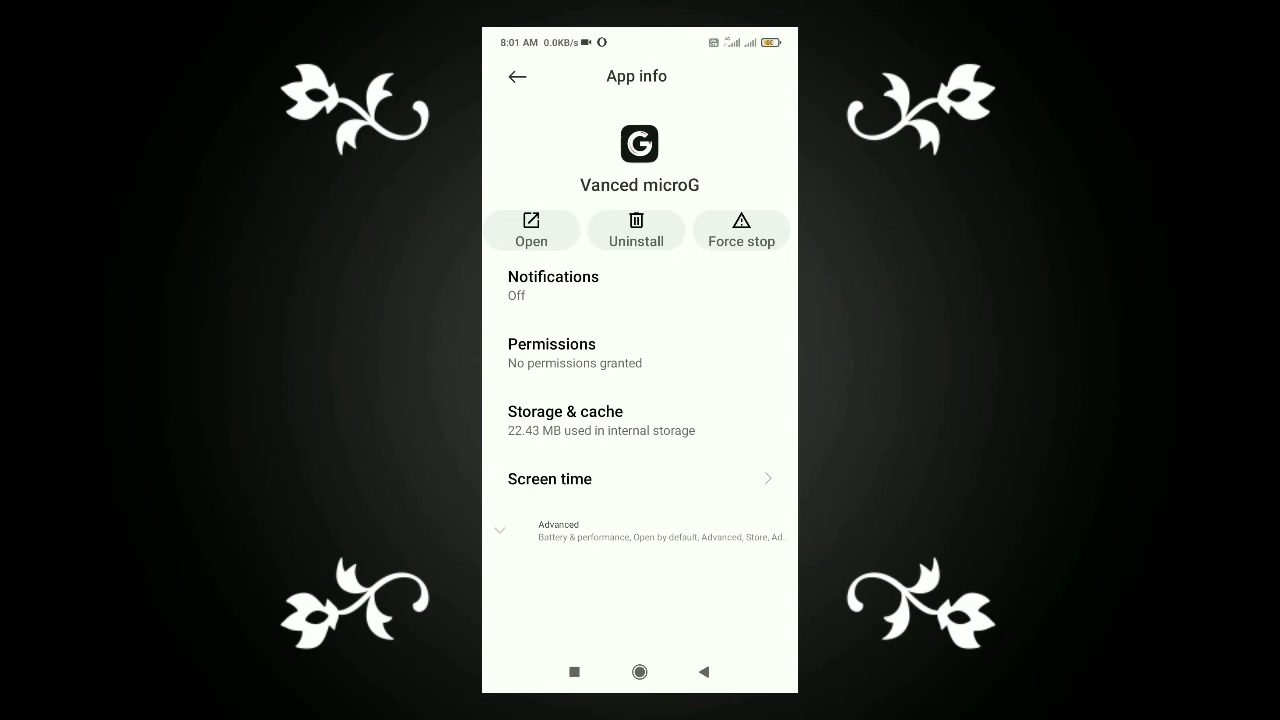 8:01 AM 0.0KB/s
App info
Vanced microG
Open
Uninstall
Force stop
Notifications
Off
Permissions
No permissions granted
Storage & cache
22.43 MB used in internal storage
Screen time
Advanced
Battery & performance, Open by default, Advanced, Store, Ad..